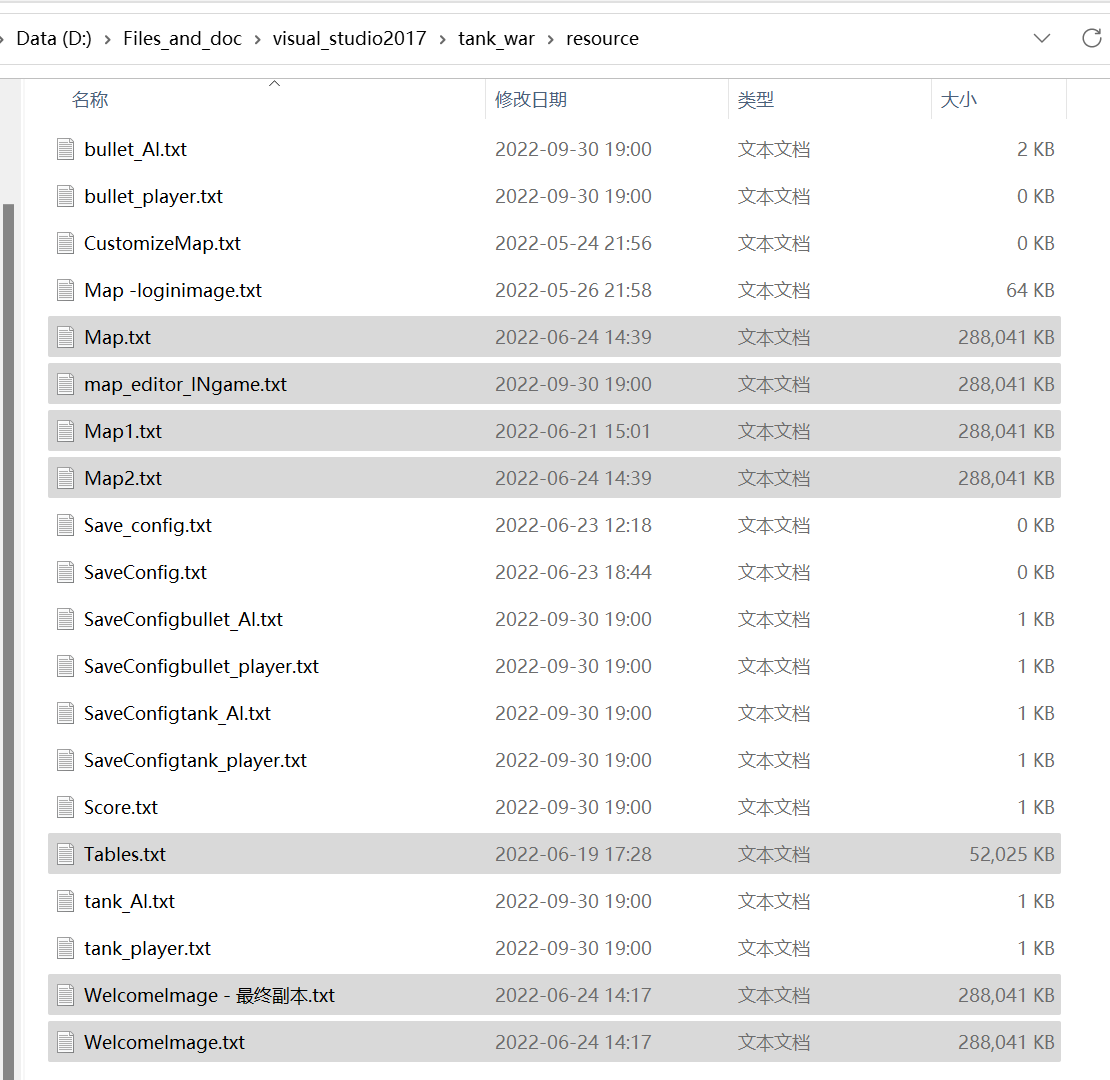 Data (D:) > Files_and_doc > visual_studio2017 > tank_war > resource
名称 修改日期 类型 大小
bullet_AI.txt 2022-09-30 19:00 文本文档 2 KB
bullet_player.txt 2022-09-30 19:00 文本文档 0 KB
CustomizeMap.txt 2022-05-24 21:56 文本文档 0 KB
Map -loginimage.txt 2022-05-26 21:58 文本文档 64 KB
Map.txt 2022-06-24 14:39 文本文档 288,041 KB
map_editor_INgame.txt 2022-09-30 19:00 文本文档 288,041 KB
Map1.txt 2022-06-21 15:01 文本文档 288,041 KB
Map2.txt 2022-06-24 14:39 文本文档 288,041 KB
Save_config.txt 2022-06-23 12:18 文本文档 0 KB
SaveConfig.txt 2022-06-23 18:44 文本文档 0 KB
SaveConfigbullet_AI.txt 2022-09-30 19:00 文本文档 1 KB
SaveConfigbullet_player.txt 2022-09-30 19:00 文本文档 1 KB
SaveConfigtank_AI.txt 2022-09-30 19:00 文本文档 1 KB
SaveConfigtank_player.txt 2022-09-30 19:00 文本文档 1 KB
Score.txt 2022-09-30 19:00 文本文档 1 KB
Tables.txt 2022-06-19 17:28 文本文档 52,025 KB
tank_AI.txt 2022-09-30 19:00 文本文档 1 KB
tank_player.txt 2022-09-30 19:00 文本文档 1 KB
WelcomeImage - 最终副本.txt 2022-06-24 14:17 文本文档 288,041 KB
WelcomeImage.txt 2022-06-24 14:17 文本文档 288,041 KB